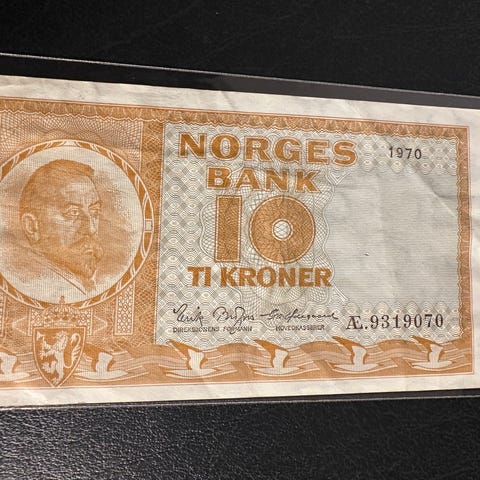 NORGES
1970
BANK
10
TI KRONER
DIREKSJONENS FORMANN HOVEDKASSERER
Æ.9319070